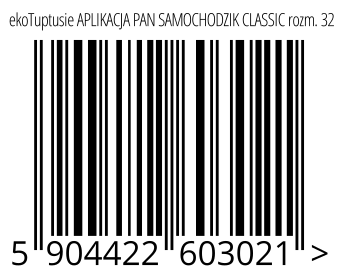 ekoTuptusie APLIKACJA PAN SAMOCHODZIK CLASSIC rozm. 32
5 904422 603021 >